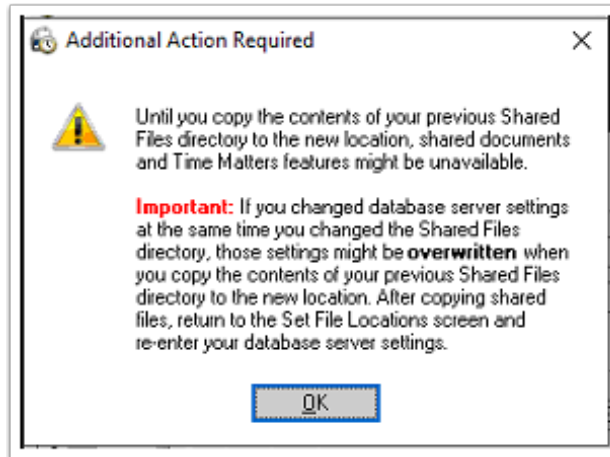 Additional Action Required
Until you copy the contents of your previous Shared
Files directory to the new location, shared documents
and Time Matters features might be unavailable.
Important: If you changed database server settings
at the same time you changed the Shared Files
directory, those settings might be overwritten when
you copy the contents of your previous Shared Files
directory to the new location. After copying shared
files, return to the Set File Locations screen and
re-enter your database server settings.
OK